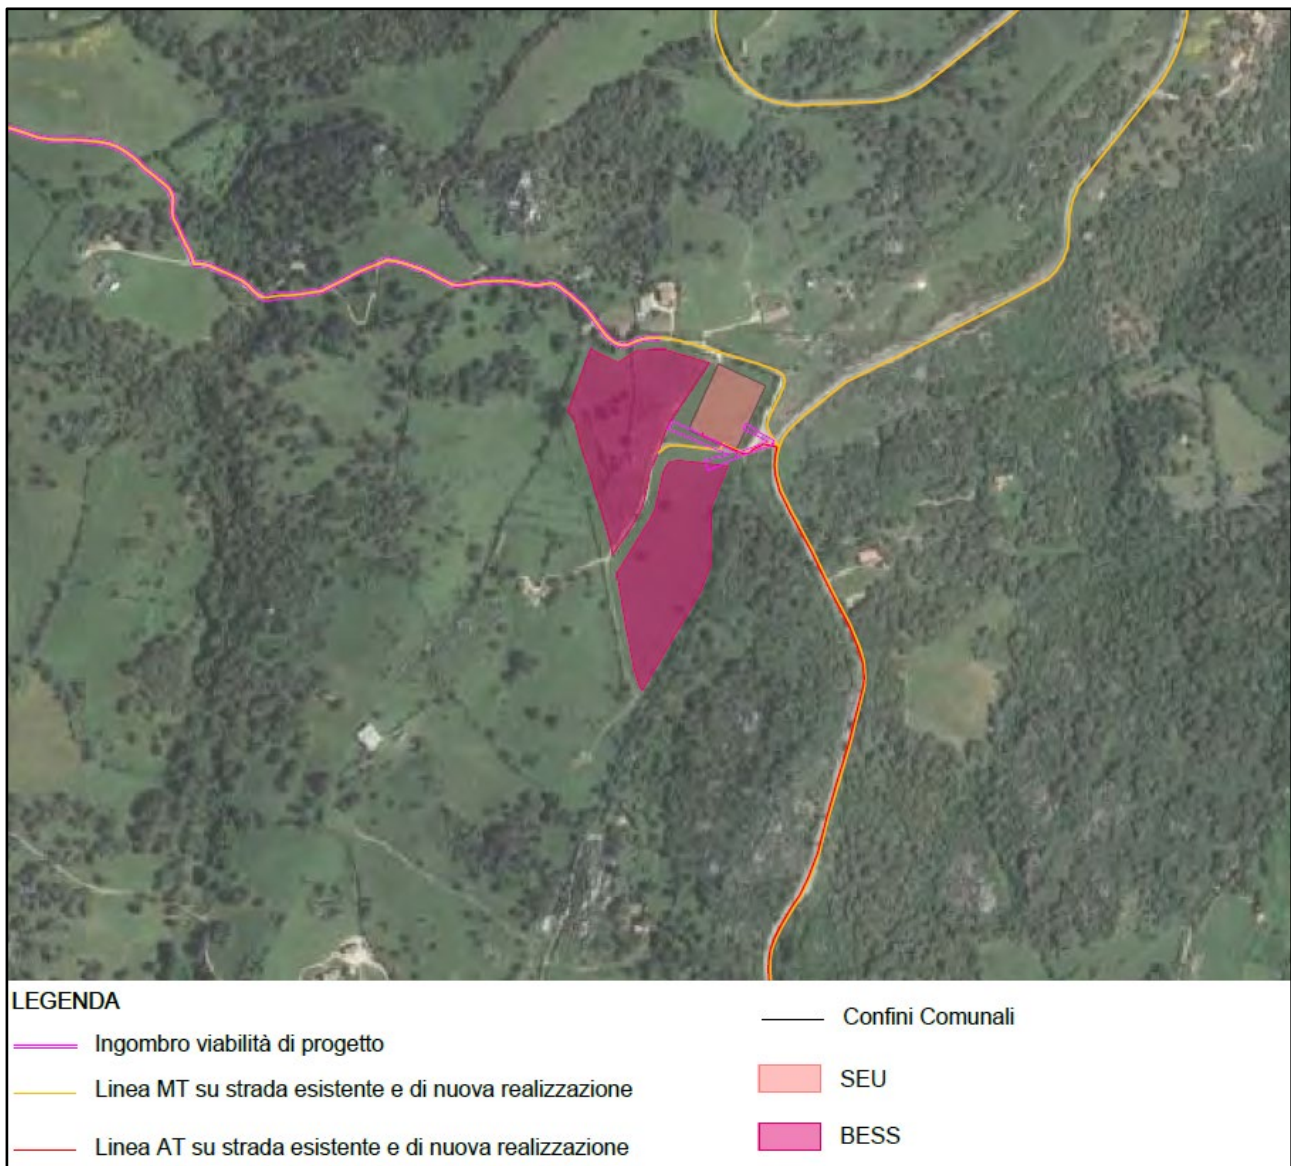 LEGENDA
Ingombro viabilità di progetto
Linea MT su strada esistente e di nuova realizzazione
Linea AT su strada esistente e di nuova realizzazione
Confini Comunali
SEU
BESS